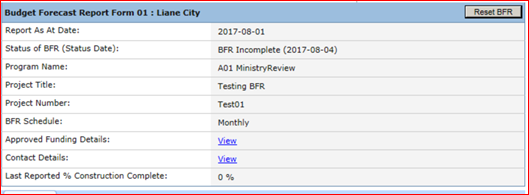 Budget Forecast Report Form 01 : Liane City Reset BFR
Report As At Date: 2017-08-01
Status of BFR (Status Date): BFR Incomplete (2017-08-04)
Program Name: A01 MinistryReview
Project Title: Testing BFR
Project Number: Test01
BFR Schedule: Monthly
Approved Funding Details: View
Contact Details: View
Last Reported % Construction Complete: 0 %